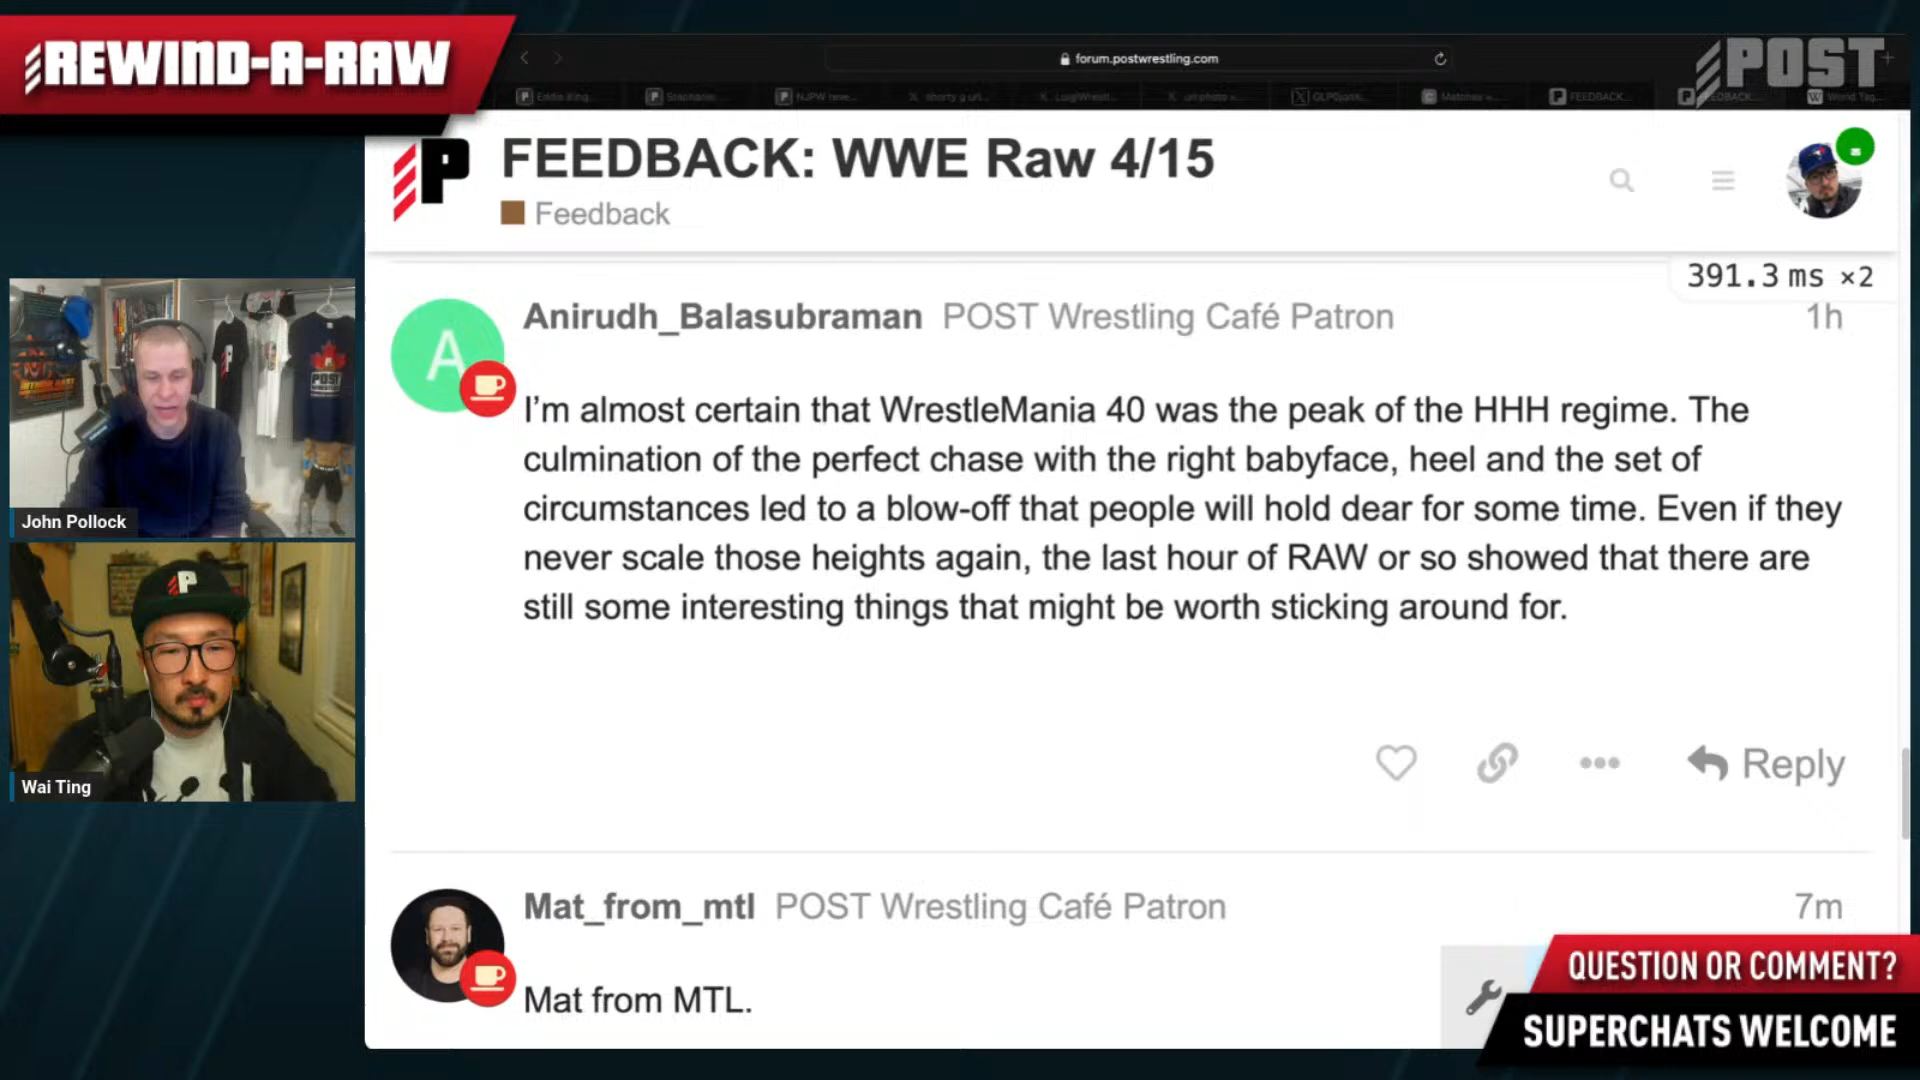 REWIND-A-RAW
forum.postwrestling.com
POST
FEEDBACK: WWE Raw 4/15
Feedback
391.3 ms ×2
Anirudh_Balasubraman POST Wrestling Café Patron 1h
I'm almost certain that WrestleMania 40 was the peak of the HHH regime. The
culmination of the perfect chase with the right babyface, heel and the set of
circumstances led to a blow-off that people will hold dear for some time. Even if they
never scale those heights again, the last hour of RAW or so showed that there are
still some interesting things that might be worth sticking around for.
Reply
Mat_from_mtl POST Wrestling Café Patron 7m
Mat from MTL.
John Pollock
Wai Ting
QUESTION OR COMMENT?
SUPERCHATS WELCOME